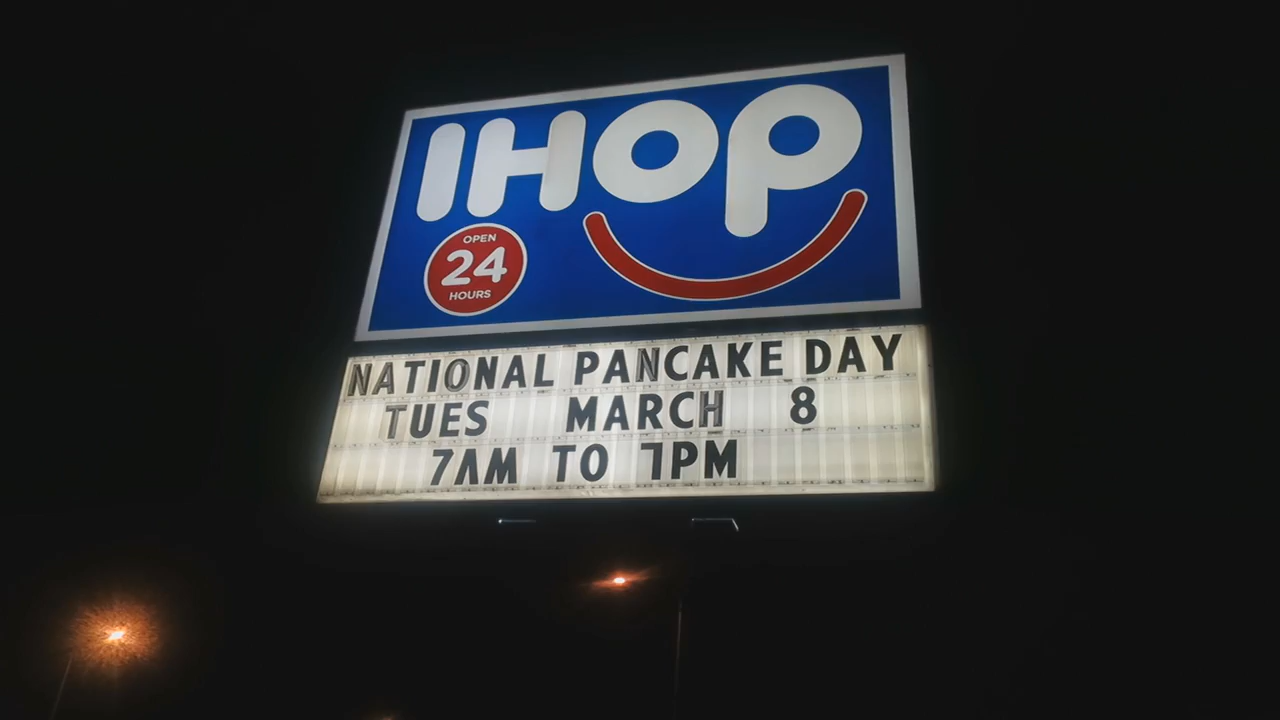 IHOP
OPEN
24
HOURS
NATIONAL PANCAKE DAY
TUES MARCH 8
7AM TO 7PM